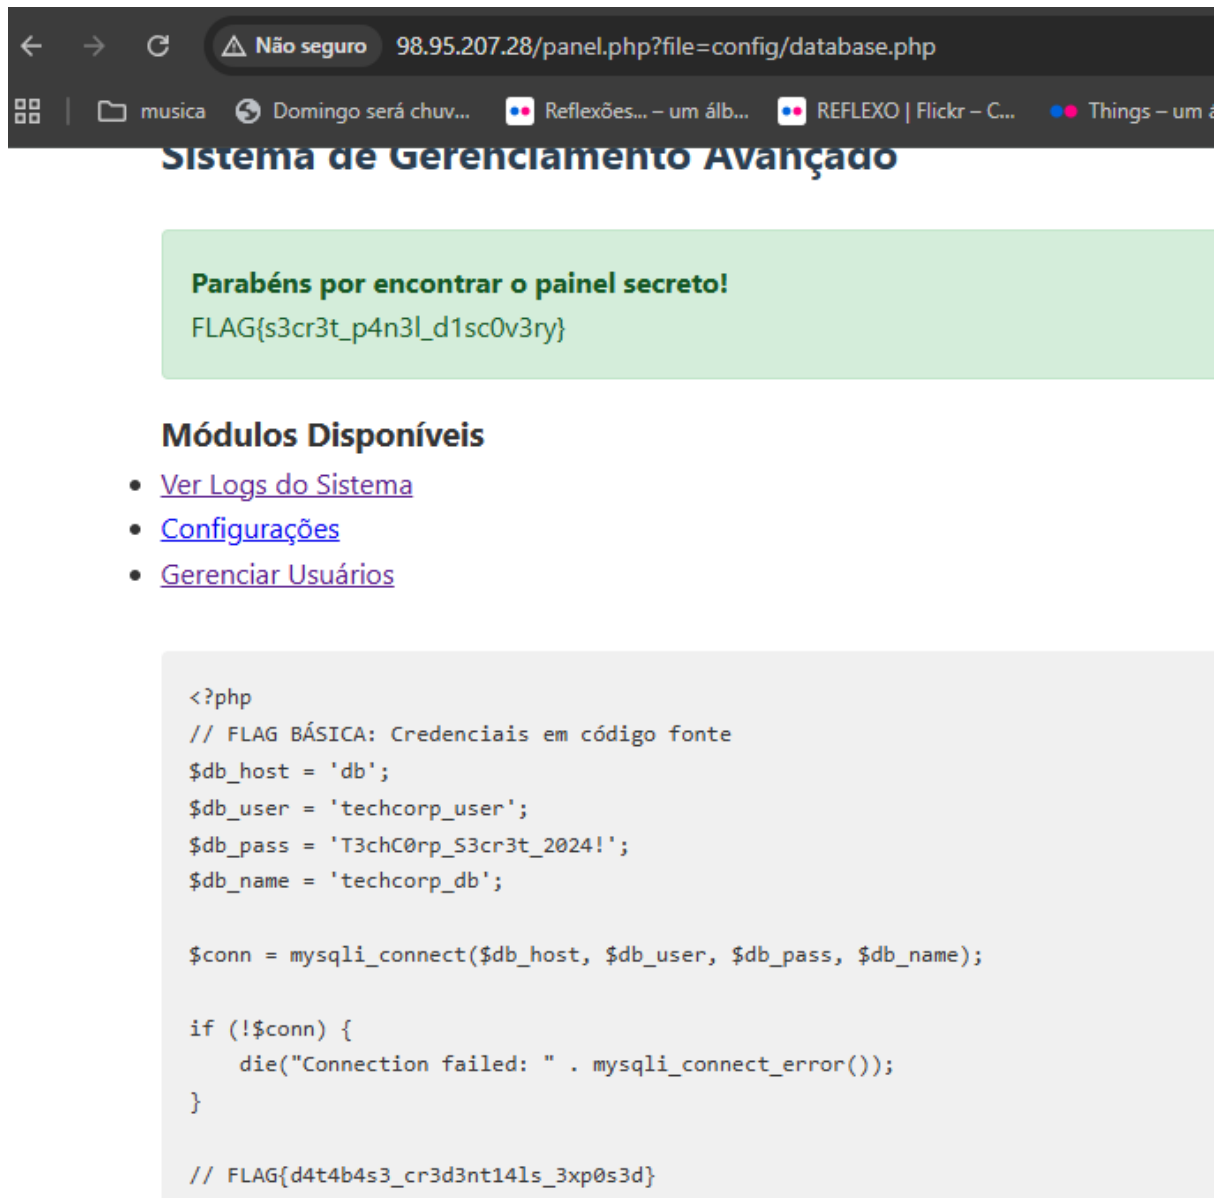 Não seguro 98.95.207.28/panel.php?file=config/database.php
musica Domingo será chuv... Reflexões... – um álb... REFLEXO | Flickr – C... Things – um á
Sistema de Gerenciamento Avançado
Parabéns por encontrar o painel secreto!
FLAG{s3cr3t_p4n3l_d1sc0v3ry}
Módulos Disponíveis
Ver Logs do Sistema
Configurações
Gerenciar Usuários
<?php
// FLAG BÁSICA: Credenciais em código fonte
$db_host = 'db';
$db_user = 'techcorp_user';
$db_pass = 'T3chC0rp_S3cr3t_2024!';
$db_name = 'techcorp_db';
$conn = mysqli_connect($db_host, $db_user, $db_pass, $db_name);
if (!$conn) {
    die("Connection failed: " . mysqli_connect_error());
}
// FLAG{d4t4b4s3_cr3d3nt14ls_3xp0s3d}